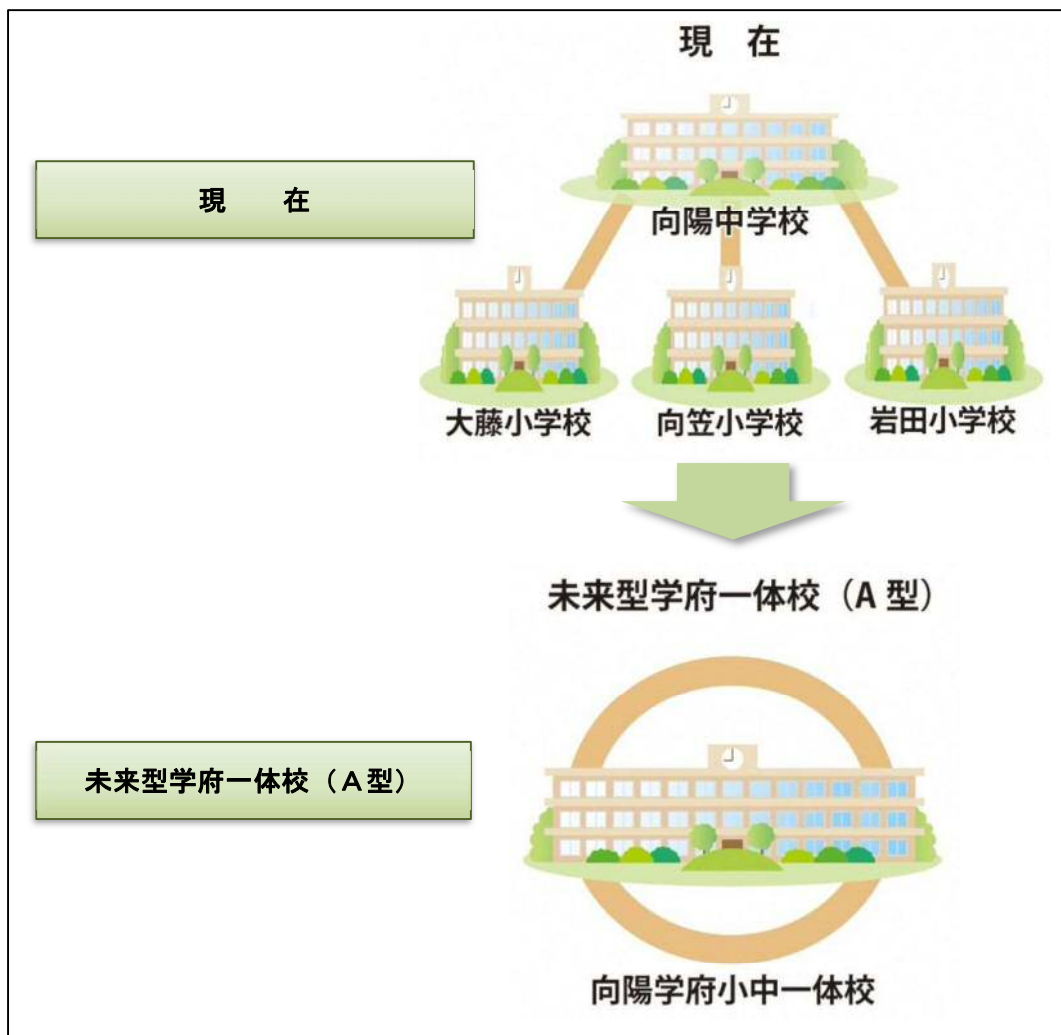 現 在
現　　在
向陽中学校
大藤小学校 向笠小学校 岩田小学校
未来型学府一体校（A 型）
未来型学府一体校（Ａ型）
向陽学府小中一体校